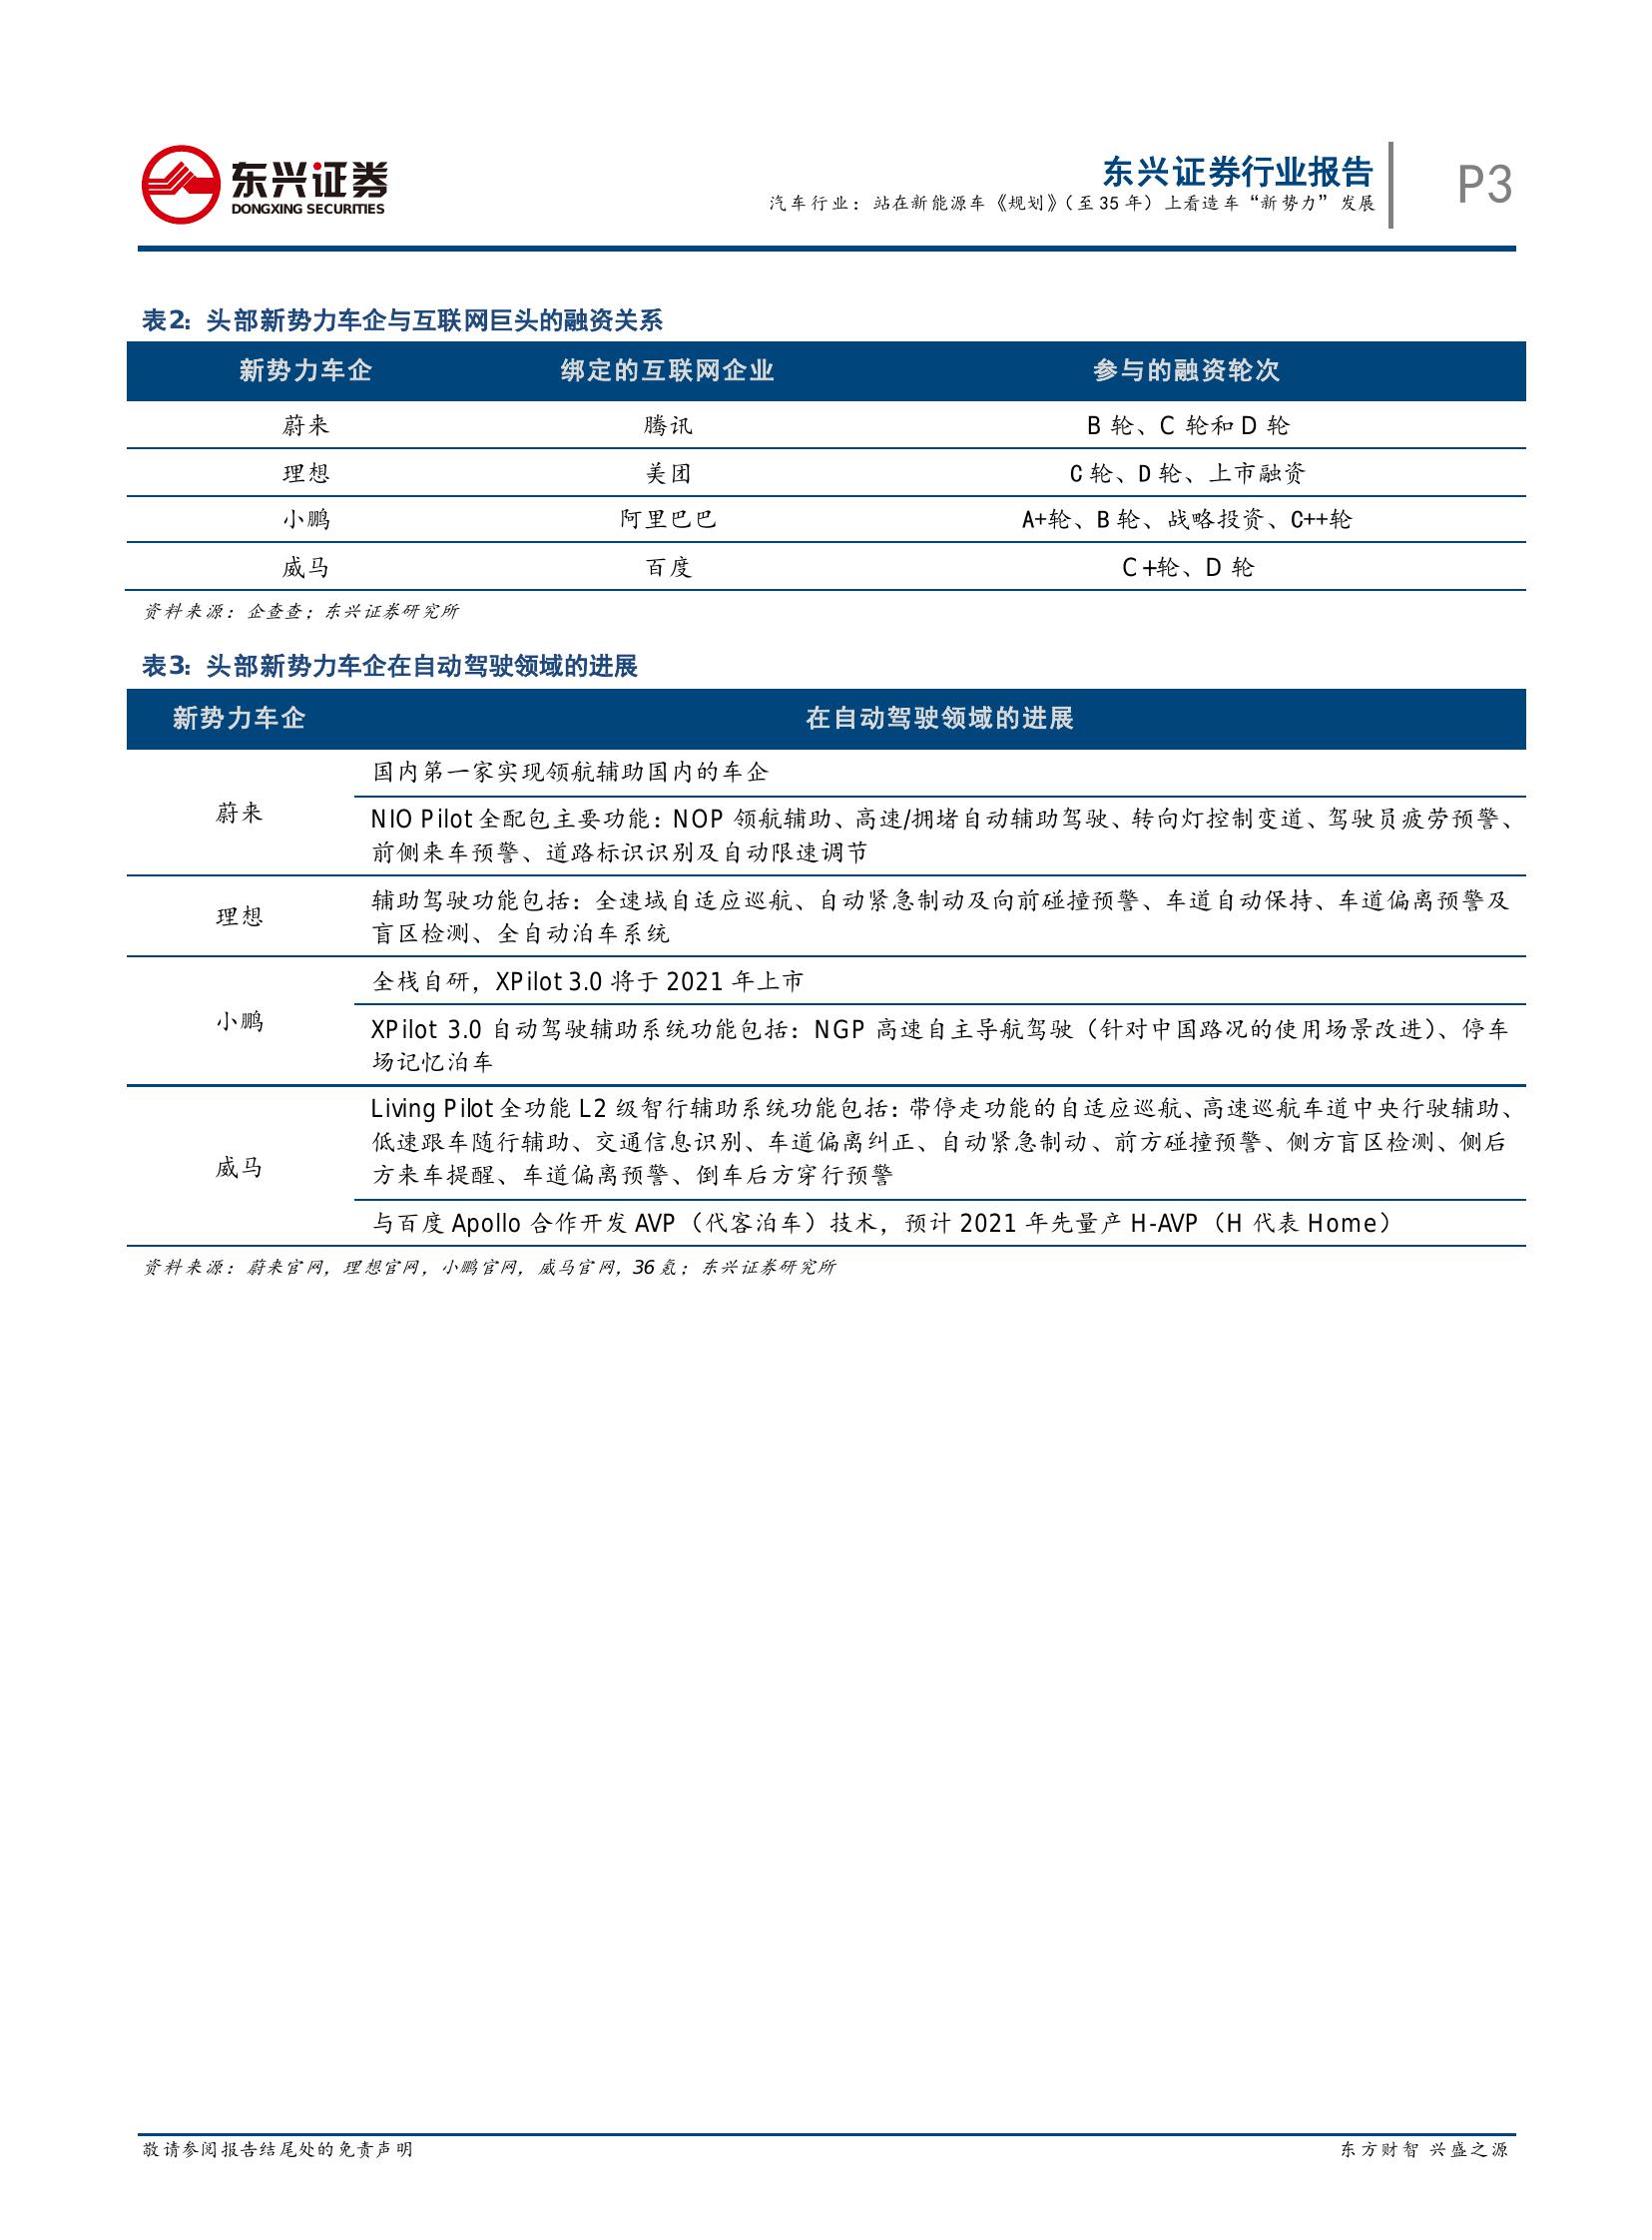 东兴证券
DONGXING SECURITIES
东兴证券行业报告
汽车行业：站在新能源车《规划》（至 35 年）上看造车“新势力”发展
P3
表2：头部新势力车企与互联网巨头的融资关系
新势力车企 绑定的互联网企业 参与的融资轮次
蔚来 腾讯 B 轮、C 轮和 D 轮
理想 美团 C 轮、D 轮、上市融资
小鹏 阿里巴巴 A+轮、B 轮、战略投资、C++轮
威马 百度 C+轮、D 轮
资料来源：企查查；东兴证券研究所
表3：头部新势力车企在自动驾驶领域的进展
新势力车企 在自动驾驶领域的进展
蔚来
国内第一家实现领航辅助国内的车企
NIO Pilot 全配包主要功能：NOP 领航辅助、高速/拥堵自动辅助驾驶、转向灯控制变道、驾驶员疲劳预警、
前侧来车预警、道路标识识别及自动限速调节
理想
辅助驾驶功能包括：全速域自适应巡航、自动紧急制动及向前碰撞预警、车道自动保持、车道偏离预警及
盲区检测、全自动泊车系统
小鹏
全栈自研，XPilot 3.0 将于 2021 年上市
XPilot 3.0 自动驾驶辅助系统功能包括：NGP 高速自主导航驾驶（针对中国路况的使用场景改进）、停车
场记忆泊车
威马
Living Pilot 全功能 L2 级智行辅助系统功能包括：带停走功能的自适应巡航、高速巡航车道中央行驶辅助、
低速跟车随行辅助、交通信息识别、车道偏离纠正、自动紧急制动、前方碰撞预警、侧方盲区检测、侧后
方来车提醒、车道偏离预警、倒车后方穿行预警
与百度 Apollo 合作开发 AVP（代客泊车）技术，预计 2021 年先量产 H-AVP（H 代表 Home）
资料来源：蔚来官网，理想官网，小鹏官网，威马官网，36 氪；东兴证券研究所
敬请参阅报告结尾处的免责声明
东方财智 兴盛之源